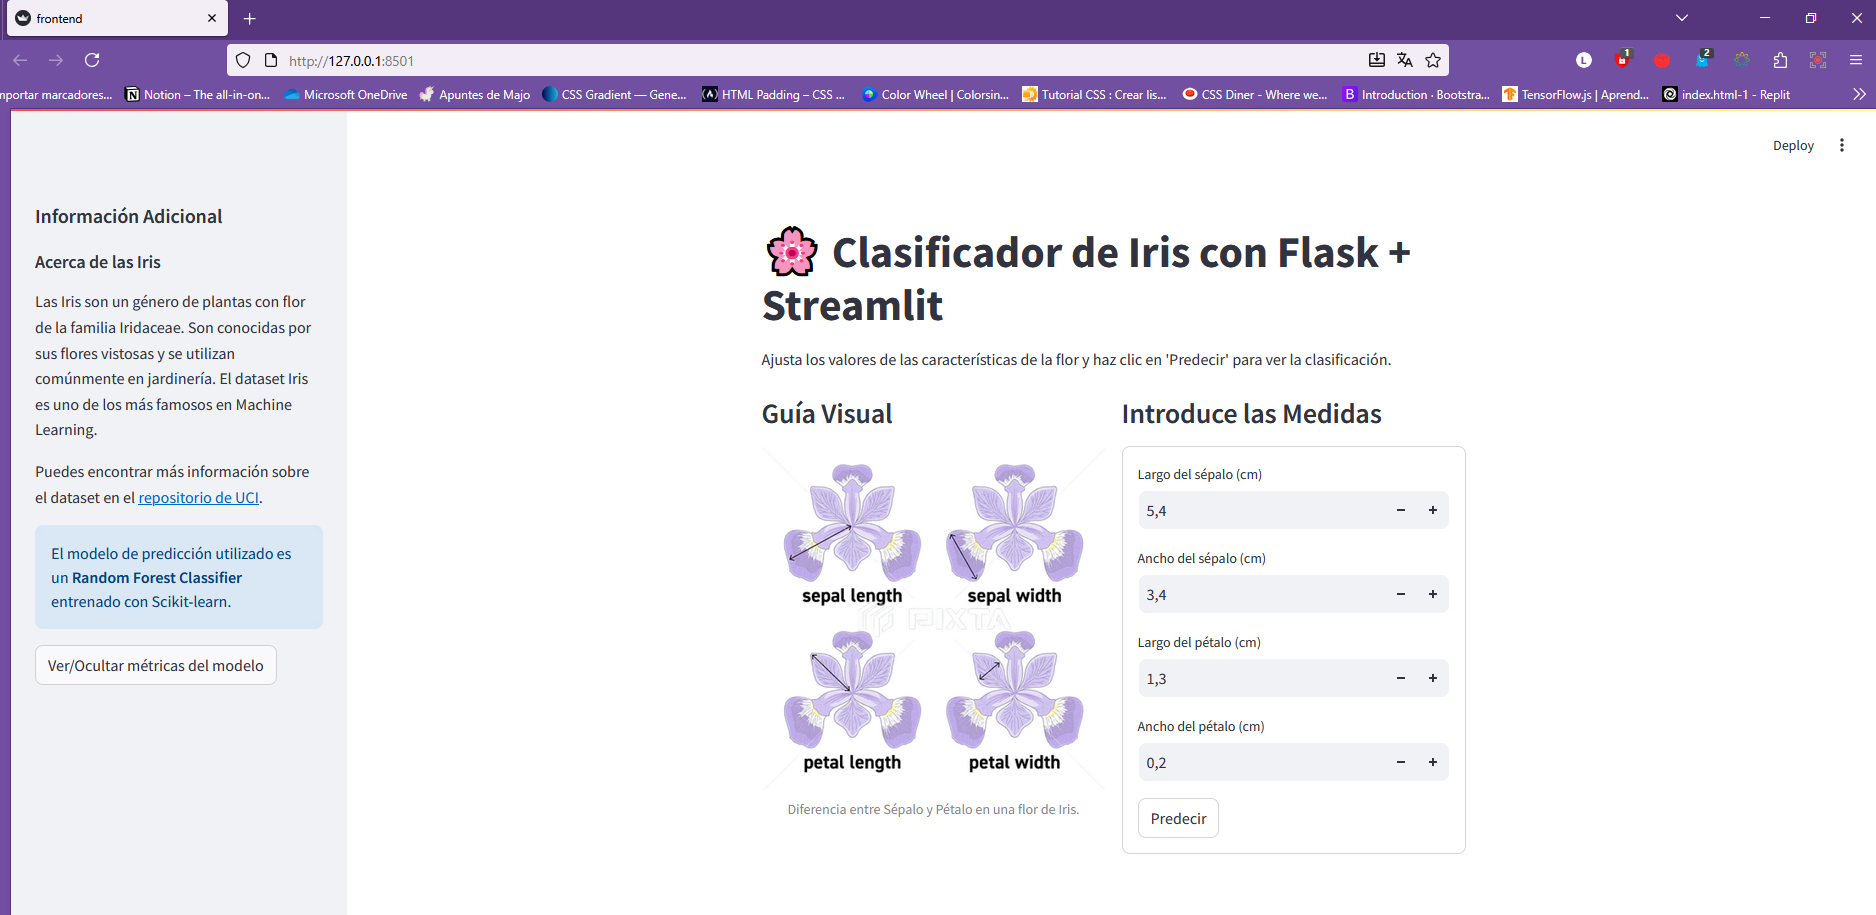 frontend
http://127.0.0.1:8501
1
2
mportar marcadores...
Notion – The all-in-on...
Microsoft OneDrive
Apuntes de Majo
CSS Gradient — Gene...
HTML Padding – CSS ...
Color Wheel | Colorsin...
Tutorial CSS : Crear lis...
CSS Diner - Where we...
Introduction · Bootstra...
TensorFlow.js | Aprend...
index.html-1 - Replit
Deploy
Información Adicional
Acerca de las Iris
Las Iris son un género de plantas con flor
de la familia Iridaceae. Son conocidas por
sus flores vistosas y se utilizan
comúnmente en jardinería. El dataset Iris
es uno de los más famosos en Machine
Learning.
Puedes encontrar más información sobre
el dataset en el repositorio de UCI.
El modelo de predicción utilizado es
un Random Forest Classifier
entrenado con Scikit-learn.
Ver/Ocultar métricas del modelo
Clasificador de Iris con Flask +
Streamlit
Ajusta los valores de las características de la flor y haz clic en 'Predecir' para ver la clasificación.
Guía Visual
sepal length
sepal width
PIXTA
petal length
petal width
Diferencia entre Sépalo y Pétalo en una flor de Iris.
Introduce las Medidas
Largo del sépalo (cm)
5,4
Ancho del sépalo (cm)
3,4
Largo del pétalo (cm)
1,3
Ancho del pétalo (cm)
0,2
Predecir